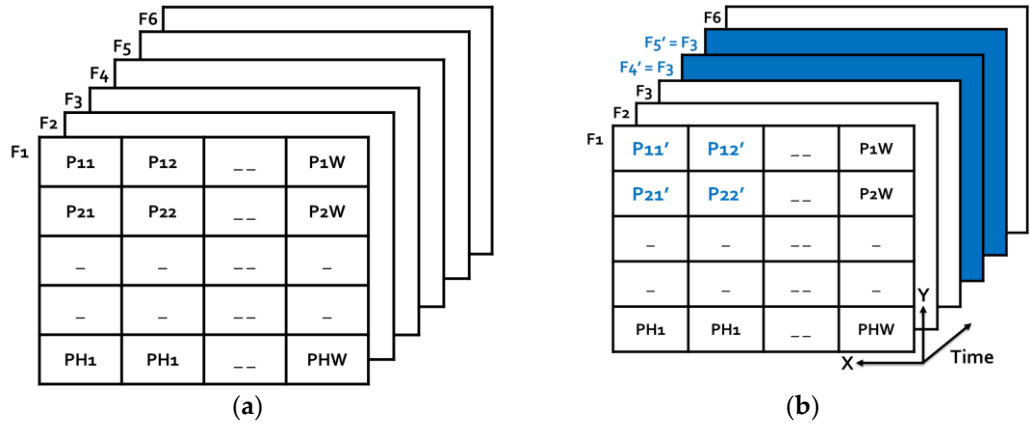 F6
F5
F4
F3
F2
F1
P11 P12 _ _ P1W
P21 P22 _ _ P2W
_ _ _ _ _
_ _ _ _ _
PH1 PH1 _ _ PHW
(a)
F6
F5′ = F3
F4′ = F3
F3
F2
F1
P11′ P12′ _ _ P1W
P21′ P22′ _ _ P2W
_ _ _ _ _
_ _ _ _ _
PH1 PH1 _ _ PHW
Y
X
Time
(b)